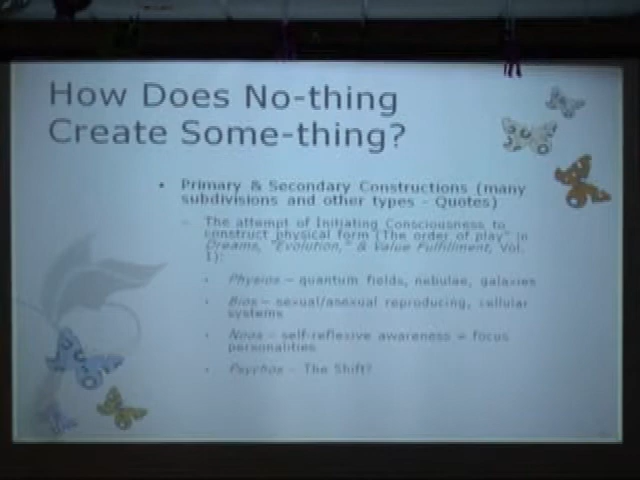 How Does No-thing
Create Some-thing?
• Primary & Secondary Constructions (many
subdivisions and other types - Quotes)
– The attempt of Initiating Consciousness to
construct physical form (The order of play" in
Dreams, "Evolution," & Value Fulfillment, Vol.
1):
• Physios – quantum fields, nebulae, galaxies
• Bios – sexual/asexual reproducing, cellular
systems
• Noos – self-reflexive awareness = focus
personalities
• Psychos – The Shift?